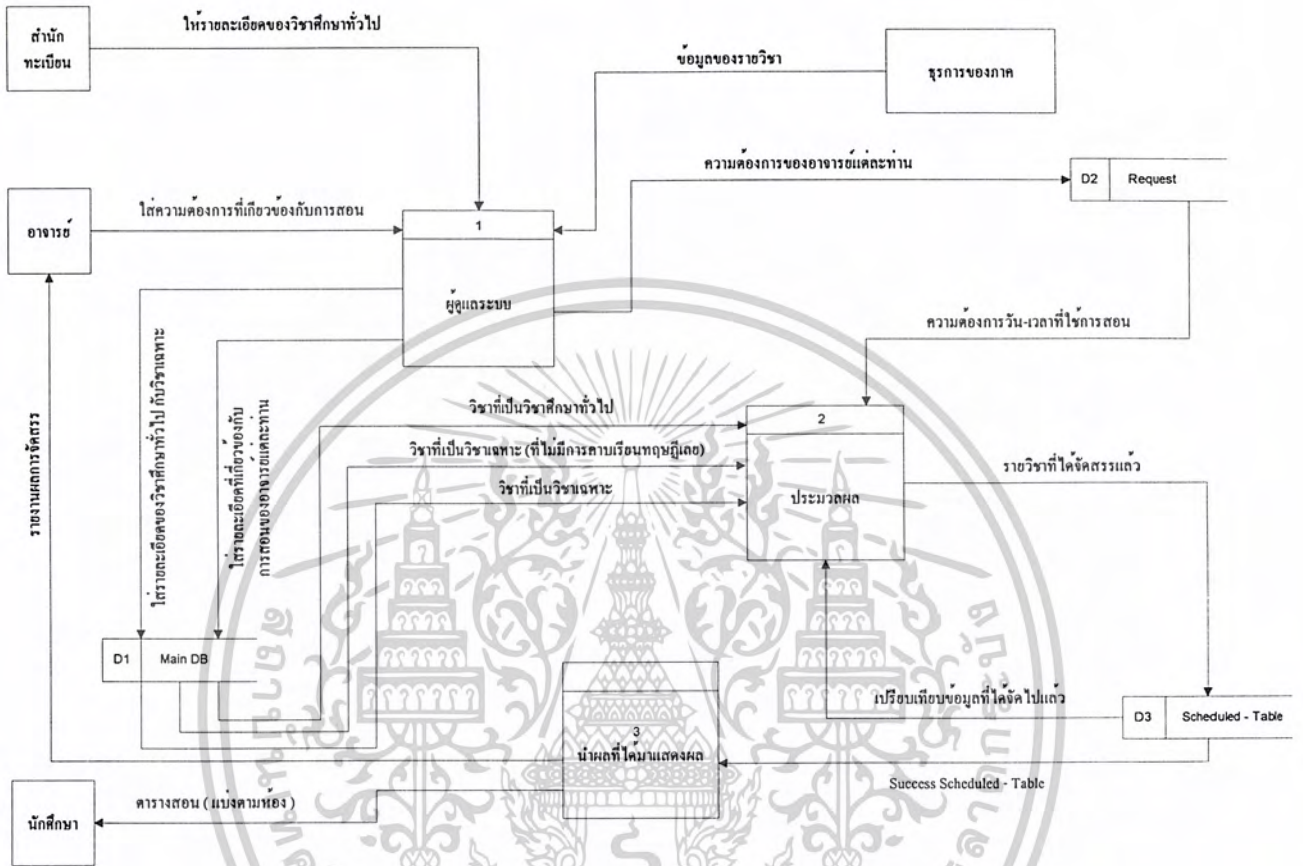 สำนัก
ทะเบียน
ให้รายละเอียดของวิชาศึกษาทั่วไป
ข้อมูลของรายวิชา
ธุรการของภาค
ความต้องการของอาจารย์แต่ละท่าน
D2 Request
อาจารย์
ใส่ความต้องการที่เกี่ยวข้องกับการสอน
1
ผู้ดูแลระบบ
ความต้องการวัน-เวลาที่ใช้การสอน
รายงานผลการจัดสรร
ใส่รายละเอียดของวิชาศึกษาทั่วไป กับวิชาเฉพาะ
ใส่รายละเอียดที่เกี่ยวข้องกับ
การสอนของอาจารย์แต่ละท่าน
วิชาที่เป็นวิชาศึกษาทั่วไป
วิชาที่เป็นวิชาเฉพาะ (ที่ไม่มีการคาบเรียนทฤษฎีเลย)
วิชาที่เป็นวิชาเฉพาะ
2
ประมวลผล
รายวิชาที่ได้จัดสรรแล้ว
D1 Main DB
เปรียบเทียบข้อมูลที่ได้จัดไปแล้ว
D3 Scheduled - Table
3
นำผลที่ได้มาแสดงผล
Success Scheduled - Table
ตารางสอน ( แบ่งตามห้อง )
นักศึกษา